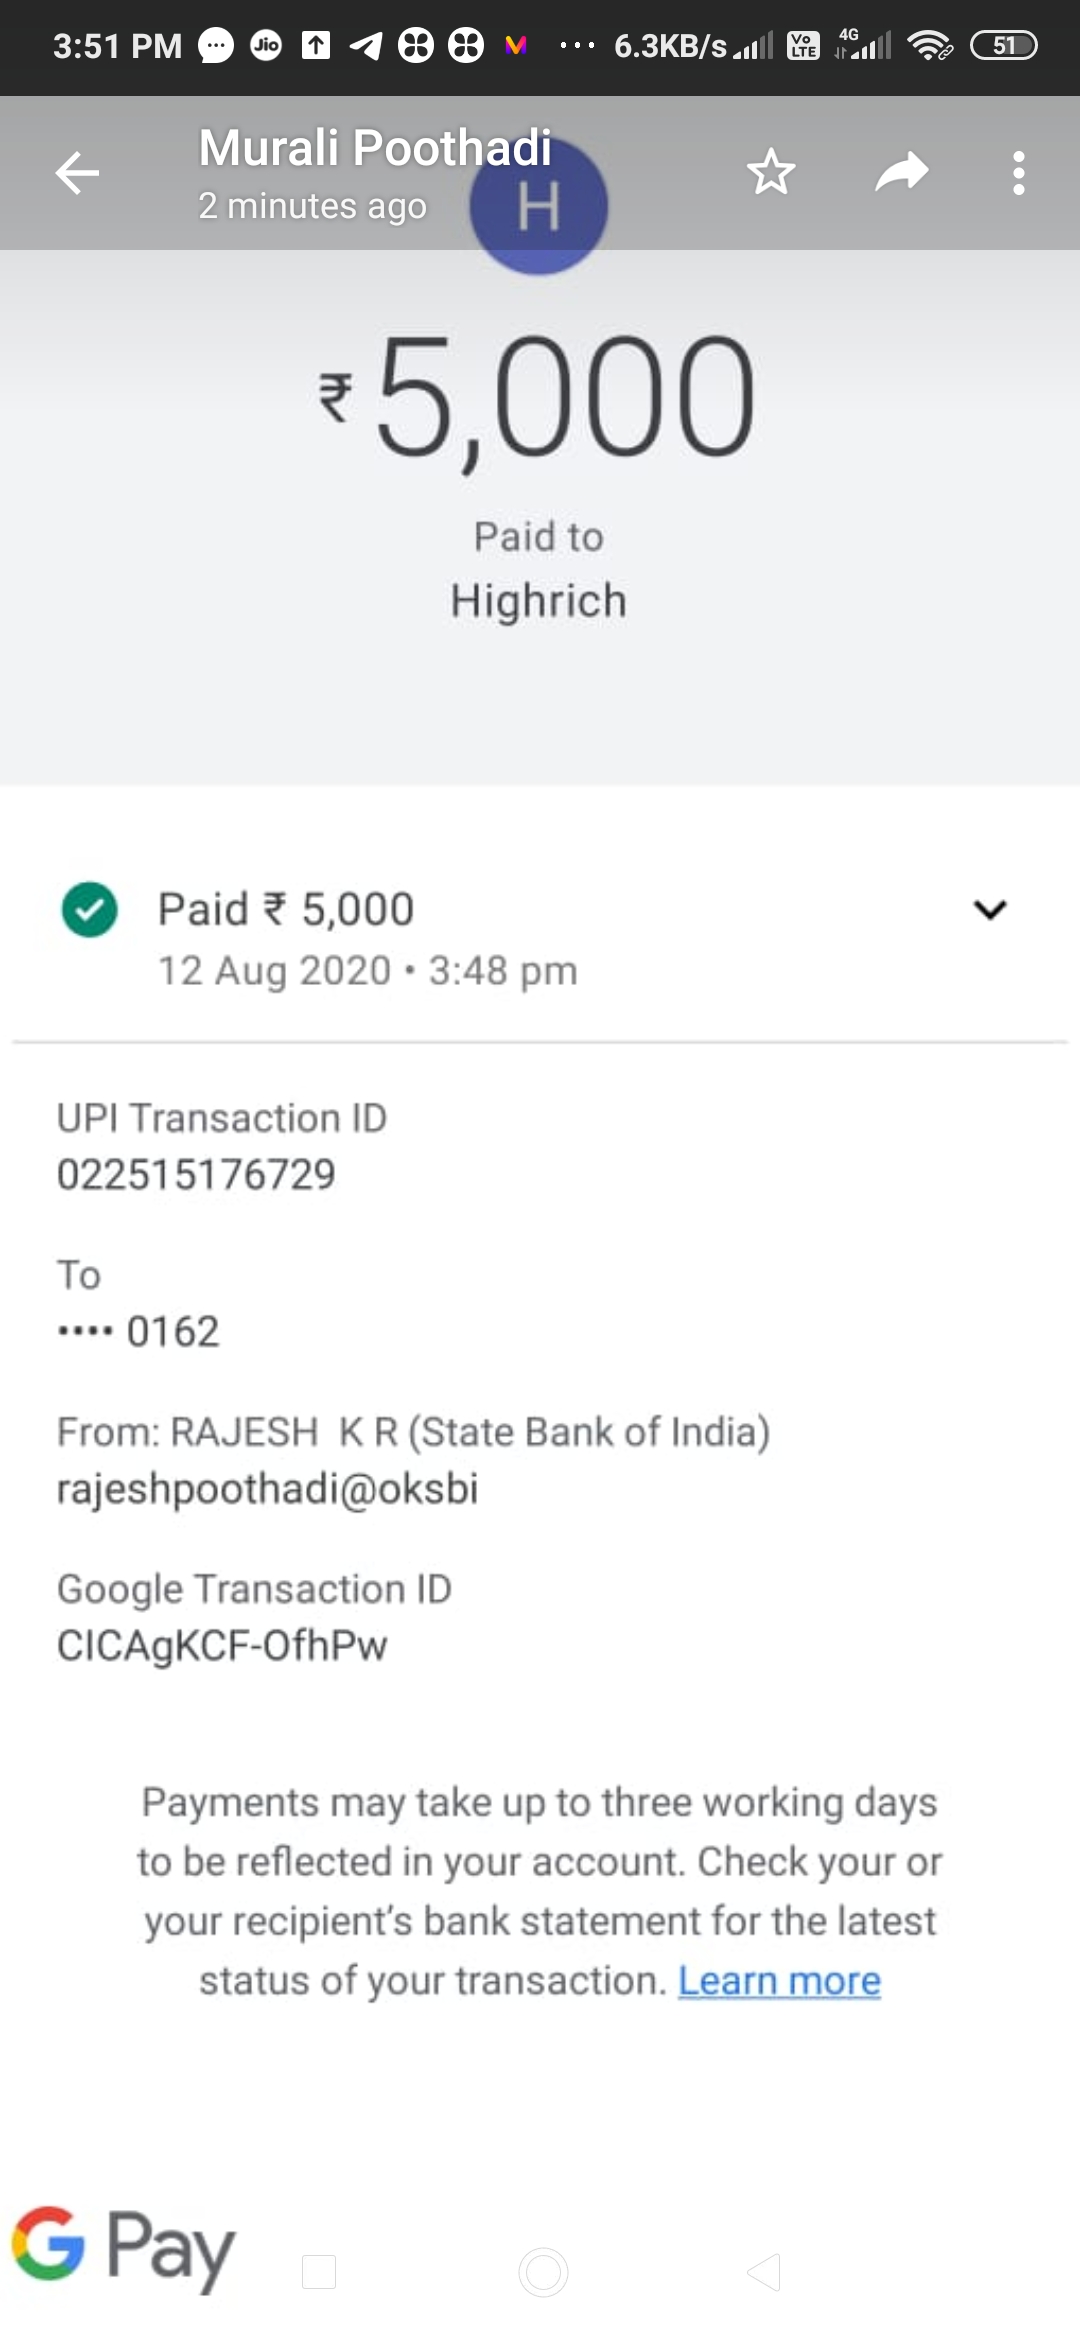 3:51 PM Jio 6.3KB/s Vo LTE 4G 51
Murali Poothadi
2 minutes ago
H
₹5,000
Paid to
Highrich
Paid ₹ 5,000
12 Aug 2020 • 3:48 pm
UPI Transaction ID
022515176729
To
•••• 0162
From: RAJESH  K R (State Bank of India)
rajeshpoothadi@oksbi
Google Transaction ID
CICAgKCF-OfhPw
Payments may take up to three working days
to be reflected in your account. Check your or
your recipient's bank statement for the latest
status of your transaction. Learn more
G Pay